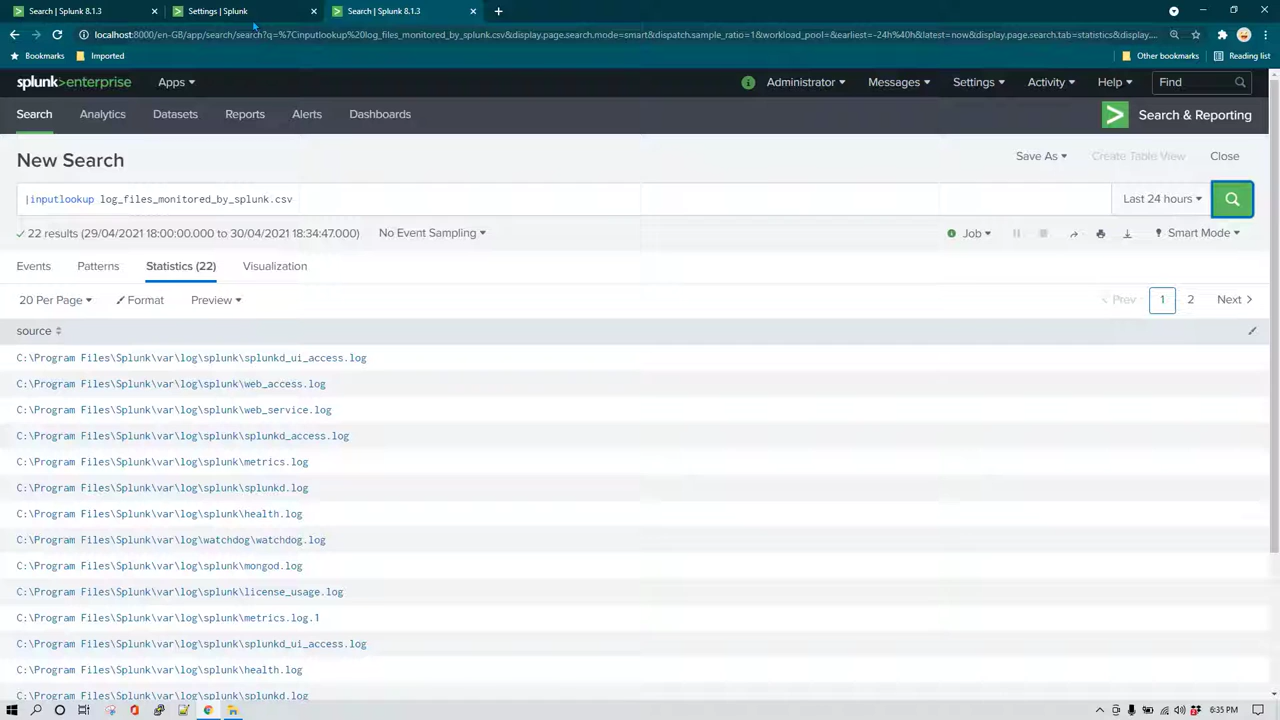 Search | Splunk 8.1.3
Settings | Splunk
Search | Splunk 8.1.3
localhost:8000/en-GB/app/search/search?q=%7Cinputlookup%20log_files_monitored_by_splunk.csv&display.page.search.mode=smart&dispatch.sample_ratio=1&workload_pool=&earliest=-24h%40h&latest=now&display.page.search.tab=statistics&display....
Bookmarks
Imported
Other bookmarks
Reading list
splunk>enterprise
Apps
Administrator
Messages
Settings
Activity
Help
Find
Search
Analytics
Datasets
Reports
Alerts
Dashboards
Search & Reporting
New Search
Save As
Create Table View
Close
|inputlookup log_files_monitored_by_splunk.csv
Last 24 hours
22 results (29/04/2021 18:00:00.000 to 30/04/2021 18:34:47.000)
No Event Sampling
Job
Smart Mode
Events
Patterns
Statistics (22)
Visualization
20 Per Page
Format
Preview
Prev
1
2
Next
source
C:\Program Files\Splunk\var\log\splunk\splunkd_ui_access.log
C:\Program Files\Splunk\var\log\splunk\web_access.log
C:\Program Files\Splunk\var\log\splunk\web_service.log
C:\Program Files\Splunk\var\log\splunk\splunkd_access.log
C:\Program Files\Splunk\var\log\splunk\metrics.log
C:\Program Files\Splunk\var\log\splunk\splunkd.log
C:\Program Files\Splunk\var\log\splunk\health.log
C:\Program Files\Splunk\var\log\watchdog\watchdog.log
C:\Program Files\Splunk\var\log\splunk\mongod.log
C:\Program Files\Splunk\var\log\splunk\license_usage.log
C:\Program Files\Splunk\var\log\splunk\metrics.log.1
C:\Program Files\Splunk\var\log\splunk\splunkd_ui_access.log
C:\Program Files\Splunk\var\log\splunk\health.log
C:\Program Files\Splunk\var\log\splunk\splunkd.log
6:35 PM